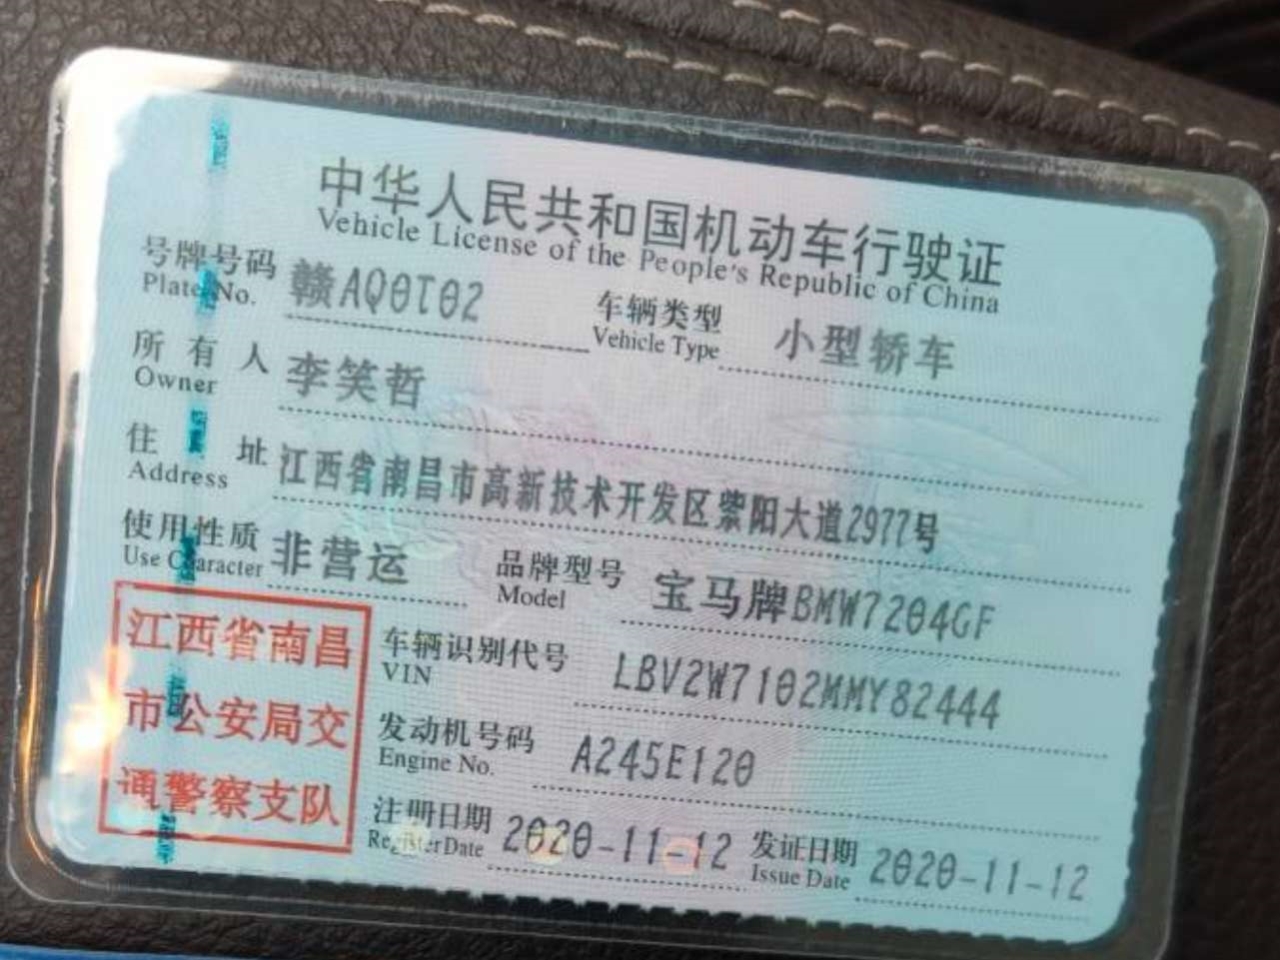 中华人民共和国机动车行驶证
Vehicle License of the People's Republic of China
号牌号码 赣AQ0T02 车辆类型 小型轿车
Plate No. Vehicle Type
所有人 李笑哲
Owner
住址 江西省南昌市高新技术开发区紫阳大道2977号
Address
使用性质 非营运 品牌型号 宝马牌BMW7204GF
Use Character Model
江西省南昌
市公安局交
通警察支队
车辆识别代号 LBV2W7102MMY82444
VIN
发动机号码 A245E120
Engine No.
注册日期 2020-11-12 发证日期 2020-11-12
Register Date Issue Date